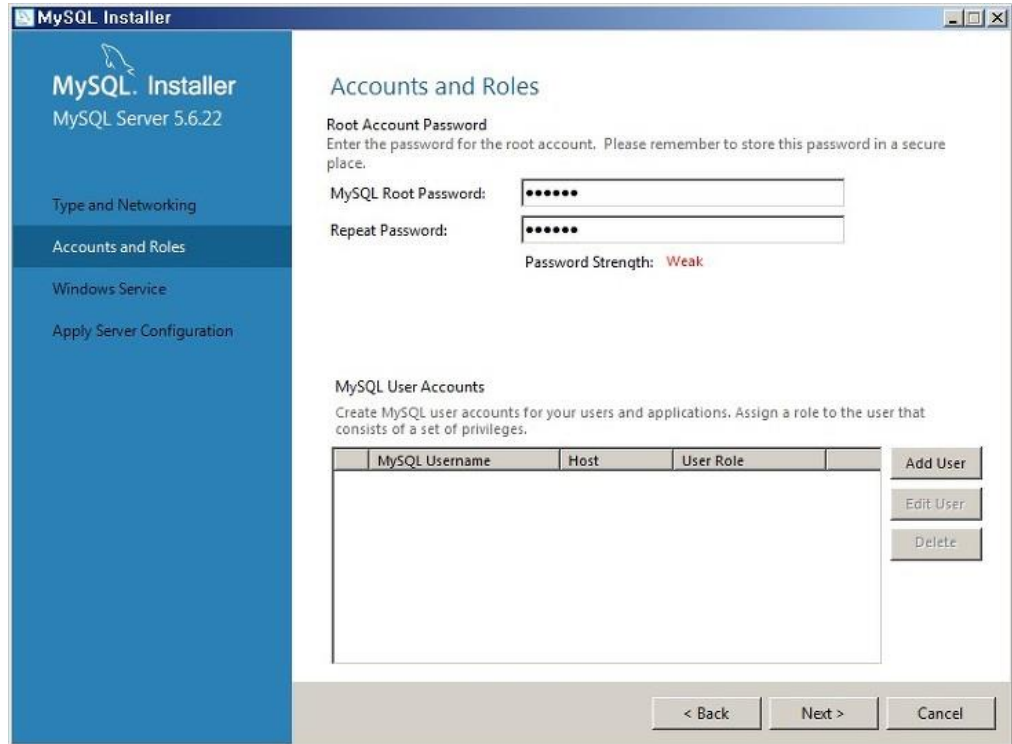 MySQL Installer
MySQL. Installer
MySQL Server 5.6.22
Type and Networking
Accounts and Roles
Windows Service
Apply Server Configuration
Accounts and Roles
Root Account Password
Enter the password for the root account. Please remember to store this password in a secure
place.
MySQL Root Password: ●●●●●●
Repeat Password: ●●●●●●
Password Strength: Weak
MySQL User Accounts
Create MySQL user accounts for your users and applications. Assign a role to the user that
consists of a set of privileges.
MySQL Username Host User Role
Add User
Edit User
Delete
< Back Next > Cancel